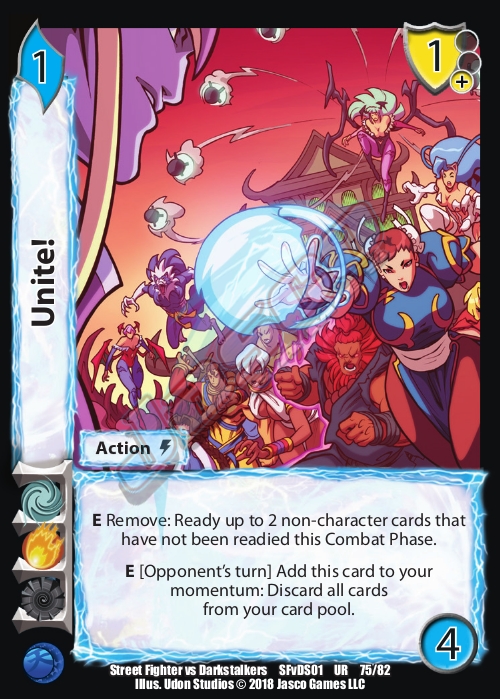 1
1
+
Unite!
Action
E Remove: Ready up to 2 non-character cards that
have not been readied this Combat Phase.
E [Opponent's turn] Add this card to your
momentum: Discard all cards
from your card pool.
4
Street Fighter vs Darkstalkers SFvDS01 UR 75/82
Illus. Udon Studios © 2018 Jasco Games LLC